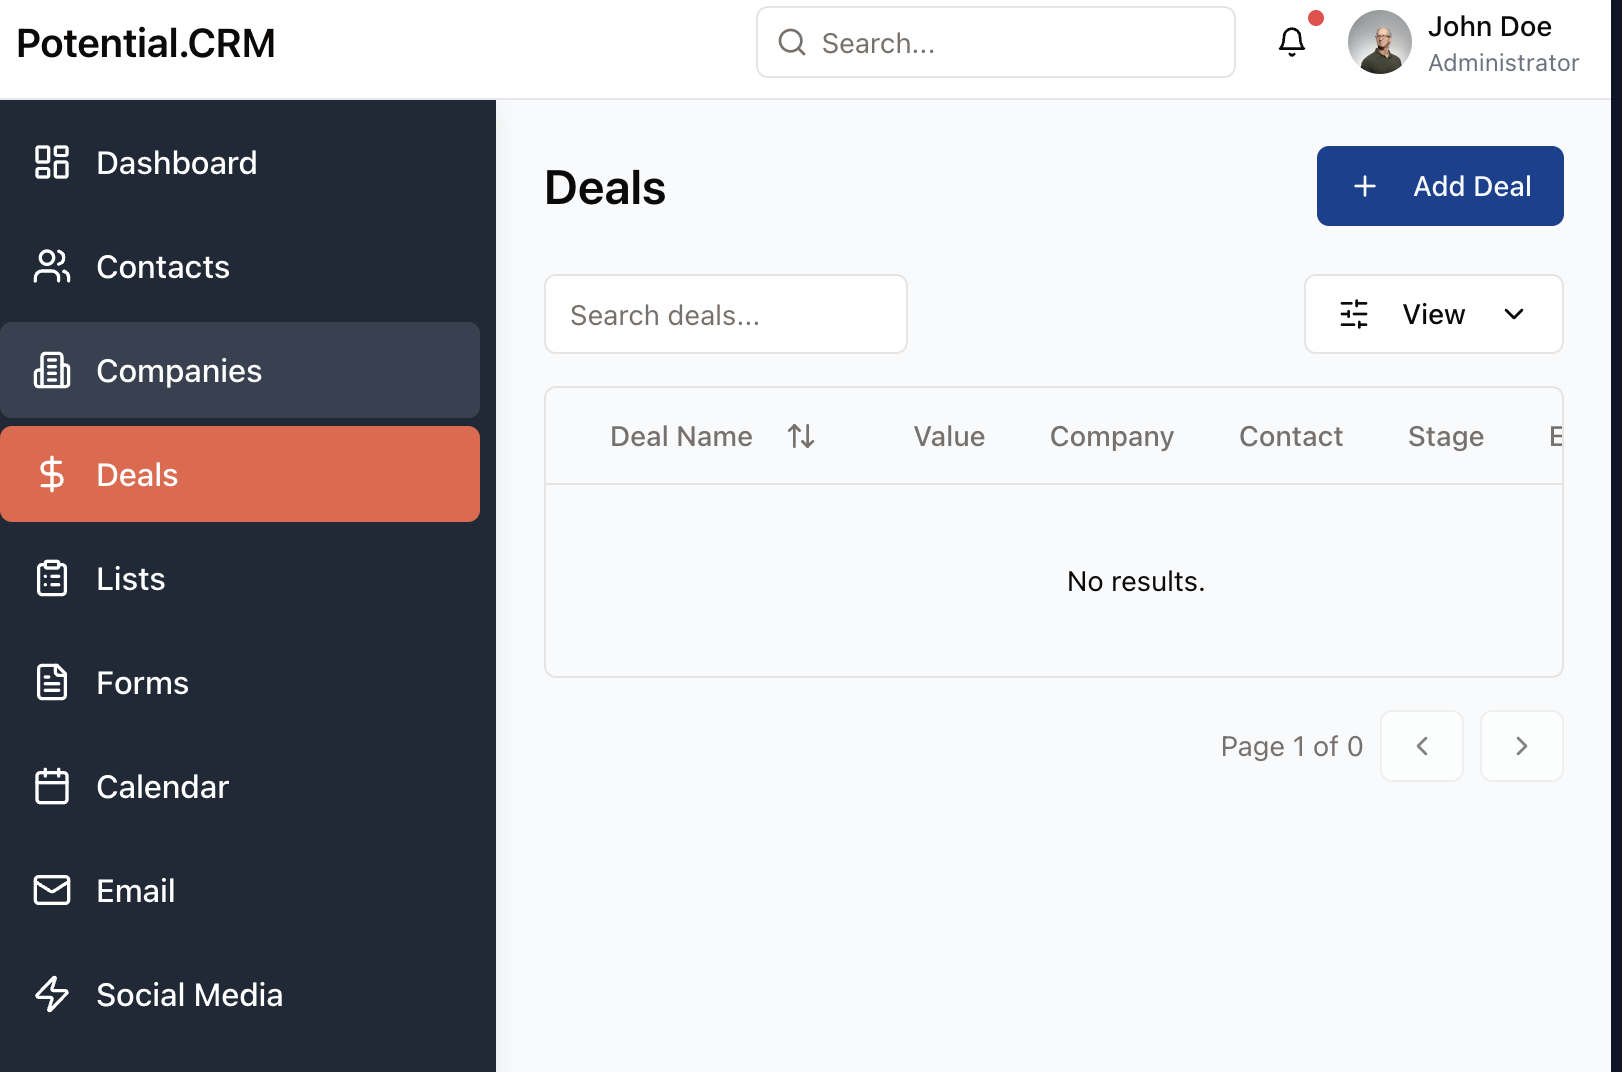 Potential.CRM
Search...
John Doe
Administrator
Dashboard
Contacts
Companies
Deals
Lists
Forms
Calendar
Email
Social Media
Deals
Add Deal
Search deals...
View
Deal Name Value Company Contact Stage E
No results.
Page 1 of 0